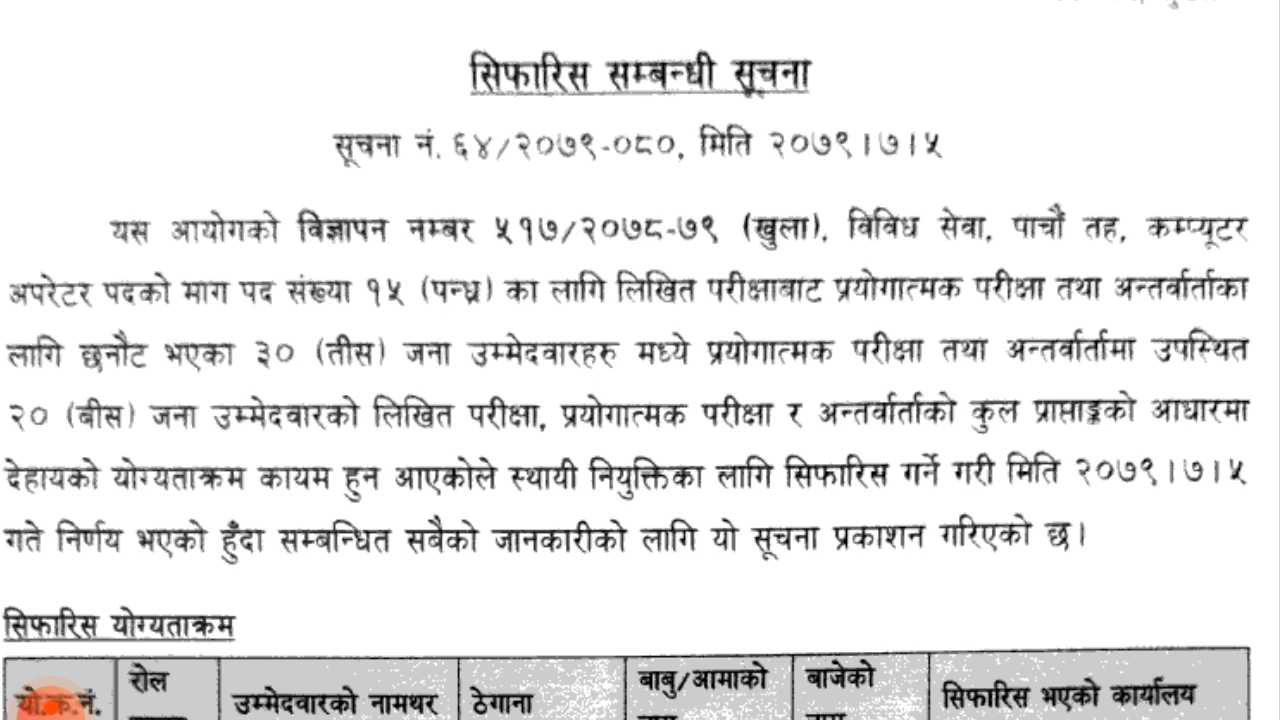 सिफारिस सम्बन्धी सूचना
सूचना नं. ६४/२०७९-०८०, मिति २०७९।७।५
यस आयोगको विज्ञापन नम्बर ५१७/२०७८-७९ (खुला), विविध सेवा, पाचौं तह, कम्प्यूटर
अपरेटर पदको माग पद संख्या १५ (पन्ध्र) का लागि लिखित परीक्षाबाट प्रयोगात्मक परीक्षा तथा अन्तर्वार्ताका
लागि छनौट भएका ३० (तीस) जना उम्मेदवारहरु मध्ये प्रयोगात्मक परीक्षा तथा अन्तर्वार्तामा उपस्थित
२० (बीस) जना उम्मेदवारको लिखित परीक्षा, प्रयोगात्मक परीक्षा र अन्तर्वार्ताको कुल प्राप्ताङ्कको आधारमा
देहायको योग्यताक्रम कायम हुन आएकोले स्थायी नियुक्तिका लागि सिफारिस गर्ने गरी मिति २०७९।७।५
गते निर्णय भएको हुँदा सम्बन्धित सबैको जानकारीको लागि यो सूचना प्रकाशन गरिएको छ।
सिफारिस योग्यताक्रम
यो.क.नं. रोल उम्मेदवारको नामथर ठेगाना बाबु/आमाको बाजेको सिफारिस भएको कार्यालय